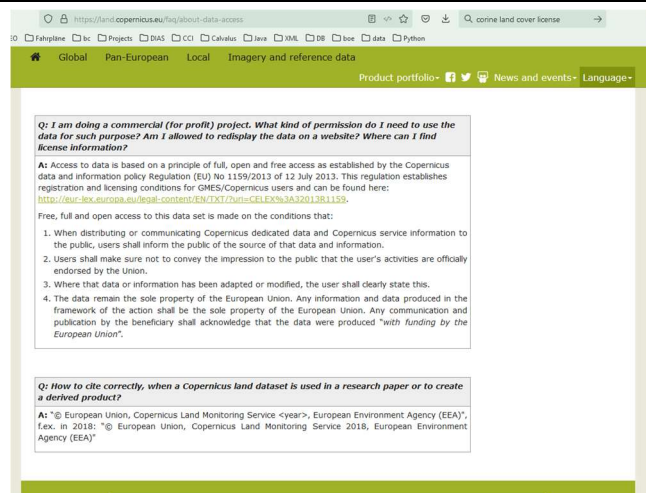 https://land.copernicus.eu/faq/about-data-access
corine land cover license
Fahrpläne bc Projects DIAS CCI Calvalus Java XML DB boe data Python
Global Pan-European Local Imagery and reference data
Product portfolio News and events Language
Q: I am doing a commercial (for profit) project. What kind of permission do I need to use the
data for such purpose? Am I allowed to redisplay the data on a website? Where can I find
license information?
A: Access to data is based on a principle of full, open and free access as established by the Copernicus
data and information policy Regulation (EU) No 1159/2013 of 12 July 2013. This regulation establishes
registration and licensing conditions for GMES/Copernicus users and can be found here:
http://eur-lex.europa.eu/legal-content/EN/TXT/?uri=CELEX%3A32013R1159.
Free, full and open access to this data set is made on the conditions that:
1. When distributing or communicating Copernicus dedicated data and Copernicus service information to
the public, users shall inform the public of the source of that data and information.
2. Users shall make sure not to convey the impression to the public that the user's activities are officially
endorsed by the Union.
3. Where that data or information has been adapted or modified, the user shall clearly state this.
4. The data remain the sole property of the European Union. Any information and data produced in the
framework of the action shall be the sole property of the European Union. Any communication and
publication by the beneficiary shall acknowledge that the data were produced "with funding by the
European Union".
Q: How to cite correctly, when a Copernicus land dataset is used in a research paper or to create
a derived product?
A: "© European Union, Copernicus Land Monitoring Service <year>, European Environment Agency (EEA)",
f.ex. in 2018: "© European Union, Copernicus Land Monitoring Service 2018, European Environment
Agency (EEA)"